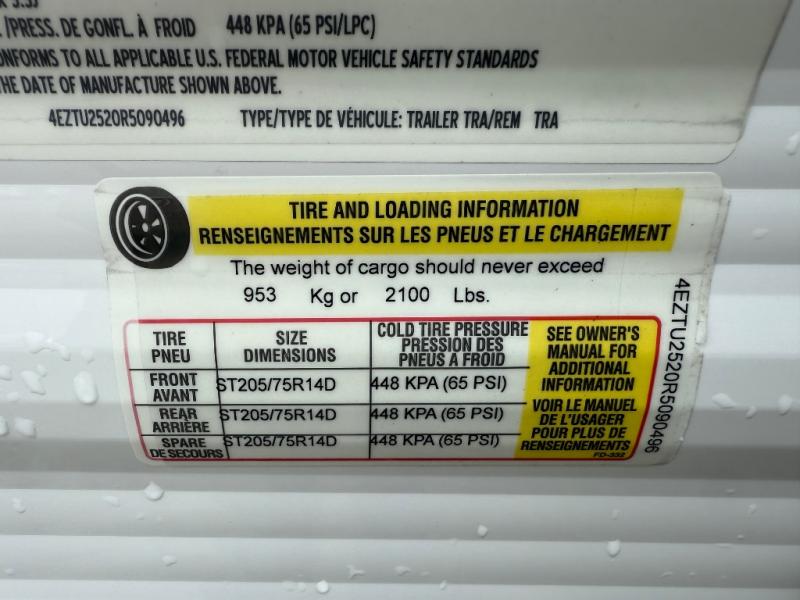 /PRESS. DE GONFL. À FROID 448 KPA (65 PSI/LPC)
CONFORMS TO ALL APPLICABLE U.S. FEDERAL MOTOR VEHICLE SAFETY STANDARDS
THE DATE OF MANUFACTURE SHOWN ABOVE.
4EZTU2520R5090496 TYPE/TYPE DE VÉHICULE: TRAILER TRA/REM TRA
TIRE AND LOADING INFORMATION
RENSEIGNEMENTS SUR LES PNEUS ET LE CHARGEMENT
The weight of cargo should never exceed
953 Kg or 2100 Lbs.
TIRE
PNEU
SIZE
DIMENSIONS
COLD TIRE PRESSURE
PRESSION DES
PNEUS A FROID
FRONT
AVANT
ST205/75R14D
448 KPA (65 PSI)
REAR
ARRIÈRE
ST205/75R14D
448 KPA (65 PSI)
SPARE
DE SECOURS
ST205/75R14D
448 KPA (65 PSI)
SEE OWNER'S
MANUAL FOR
ADDITIONAL
INFORMATION
VOIR LE MANUEL
DE L'USAGER
POUR PLUS DE
RENSEIGNEMENTS
FD-332
4EZTU2520R5090496